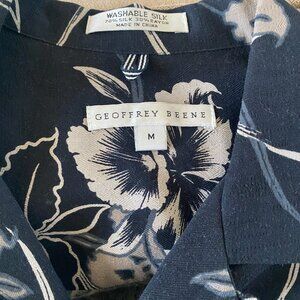 WASHABLE SILK
70% SILK 30% RAYON
MADE IN CHINA
GEOFFREY BEENE
M